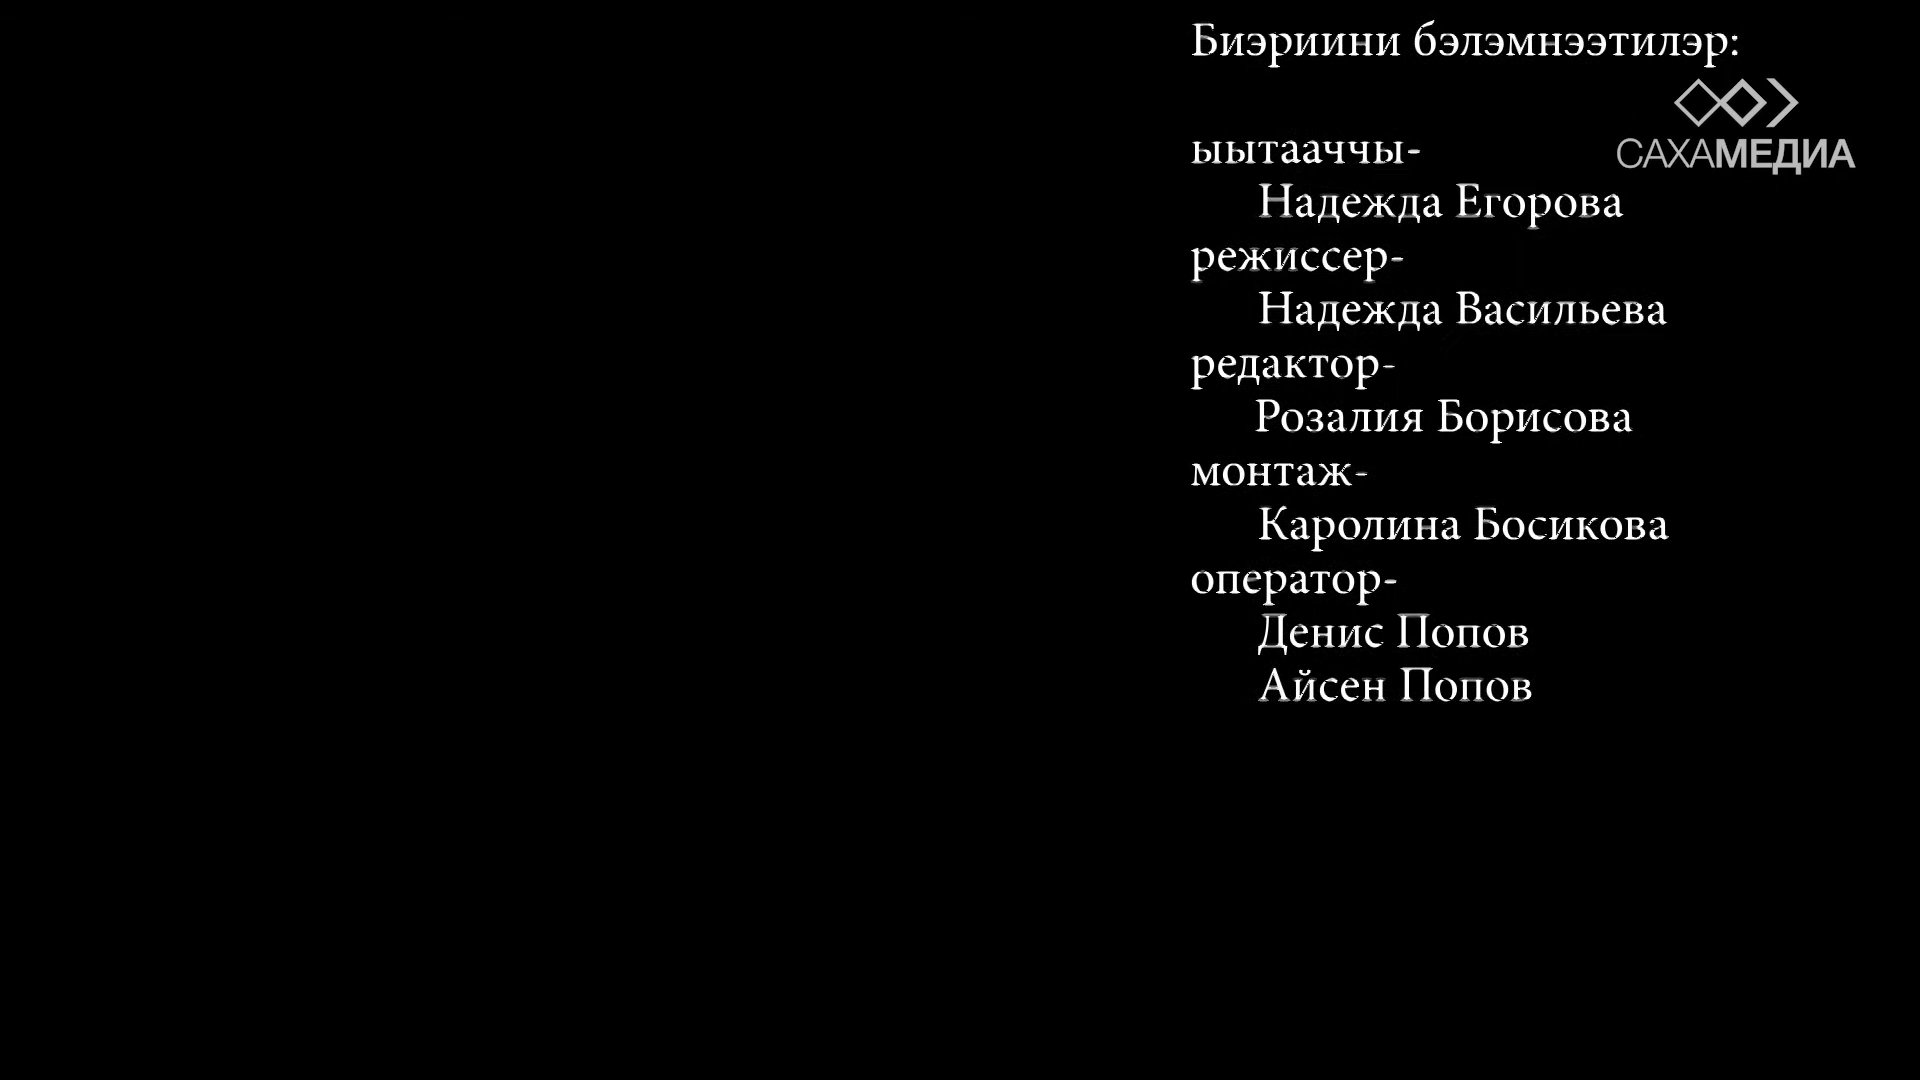 Биэриини бэлэмнээтилэр:
САХАМЕДИА
ыытааччы-
Надежда Егорова
режиссер-
Надежда Васильева
редактор-
Розалия Борисова
монтаж-
Каролина Босикова
оператор-
Денис Попов
Айсен Попов